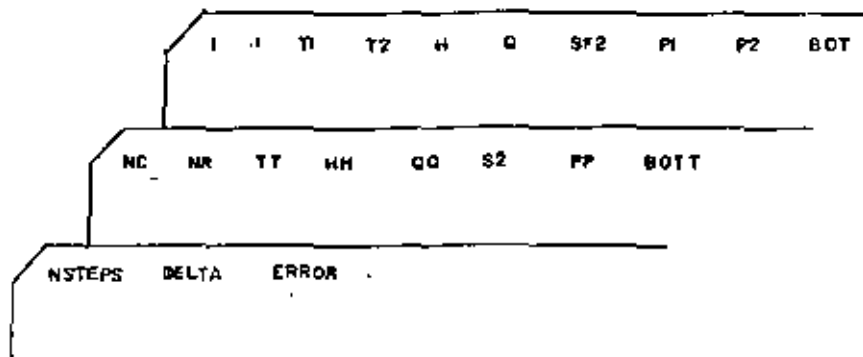 I J T1 T2 H Q SF2 P1 P2 BOT
NC NR TT HH QQ S2 PP BOTT
NSTEPS DELTA ERROR